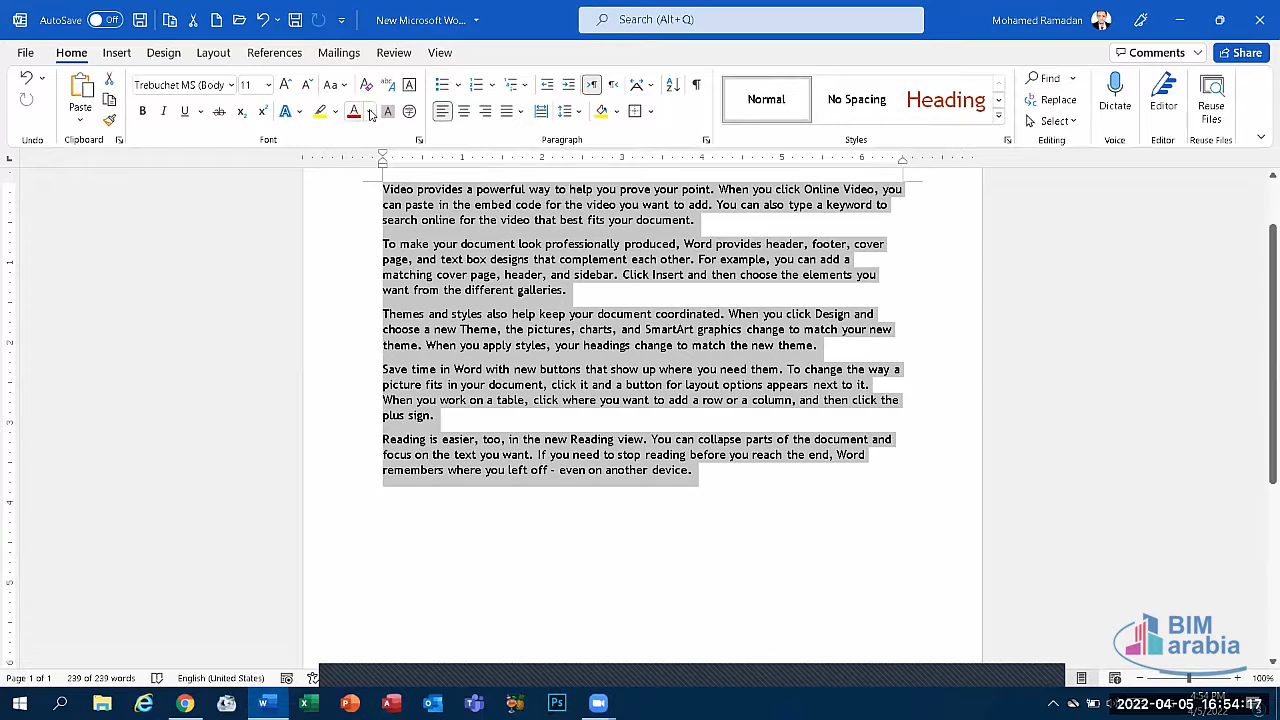 AutoSave Off
New Microsoft Wo...
Search (Alt+Q)
Mohamed Ramadan
File Home Insert Design Layout References Mailings Review View
Comments Share
Paste
Trebuchet MS (Body 11
Normal No Spacing Heading
Find
Replace
Select
Dictate Editor Reuse Files
Undo Clipboard Font Paragraph Styles Editing Voice Editor Reuse Files
1 2 3 4 5 6
Video provides a powerful way to help you prove your point. When you click Online Video, you
can paste in the embed code for the video you want to add. You can also type a keyword to
search online for the video that best fits your document.
To make your document look professionally produced, Word provides header, footer, cover
page, and text box designs that complement each other. For example, you can add a
matching cover page, header, and sidebar. Click Insert and then choose the elements you
want from the different galleries.
Themes and styles also help keep your document coordinated. When you click Design and
choose a new Theme, the pictures, charts, and SmartArt graphics change to match your new
theme. When you apply styles, your headings change to match the new theme.
Save time in Word with new buttons that show up where you need them. To change the way a
picture fits in your document, click it and a button for layout options appears next to it.
When you work on a table, click where you want to add a row or a column, and then click the
plus sign.
Reading is easier, too, in the new Reading view. You can collapse parts of the document and
focus on the text you want. If you need to stop reading before you reach the end, Word
remembers where you left off - even on another device.
BIM
arabia
Page 1 of 1 239 of 239 words English (United States) 100%
4:54 PM
2022-04-05 16:54:17